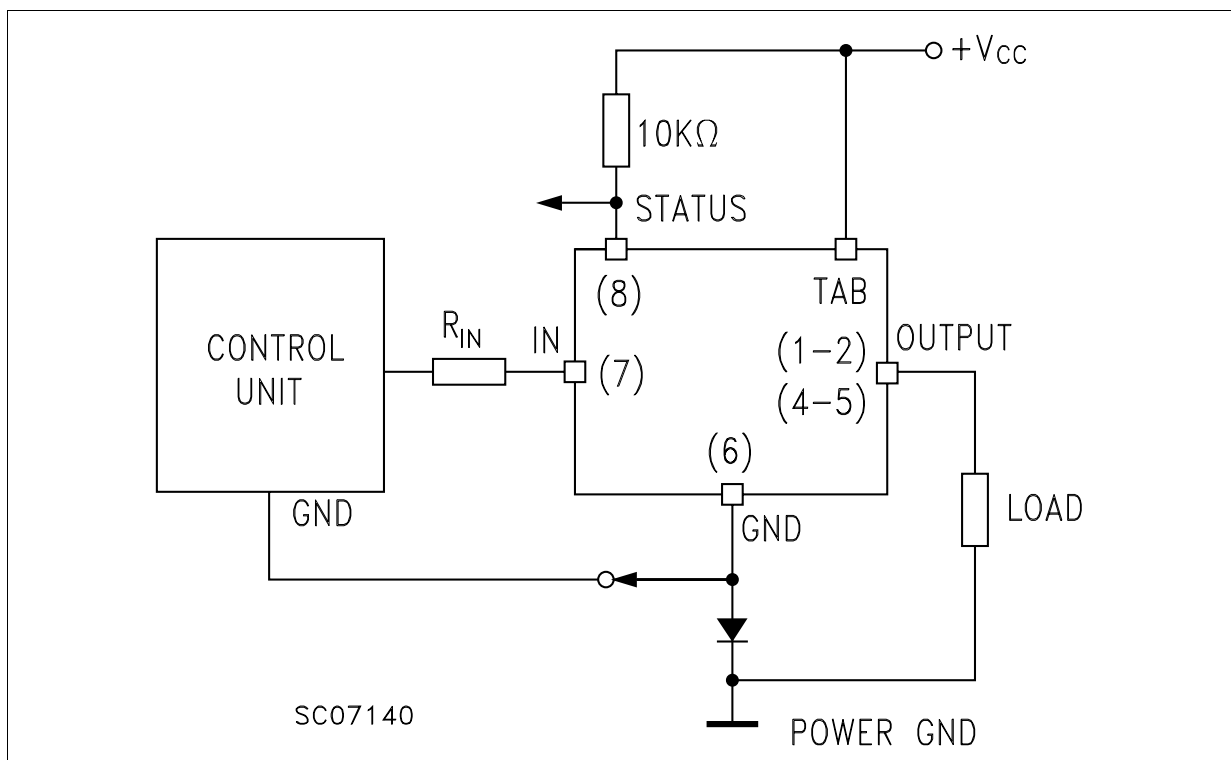 +VCC
10KΩ
STATUS
(8)
TAB
RIN
IN
(7)
OUTPUT
(1-2)
(4-5)
CONTROL
UNIT
(6)
GND
GND
LOAD
SC07140
POWER GND